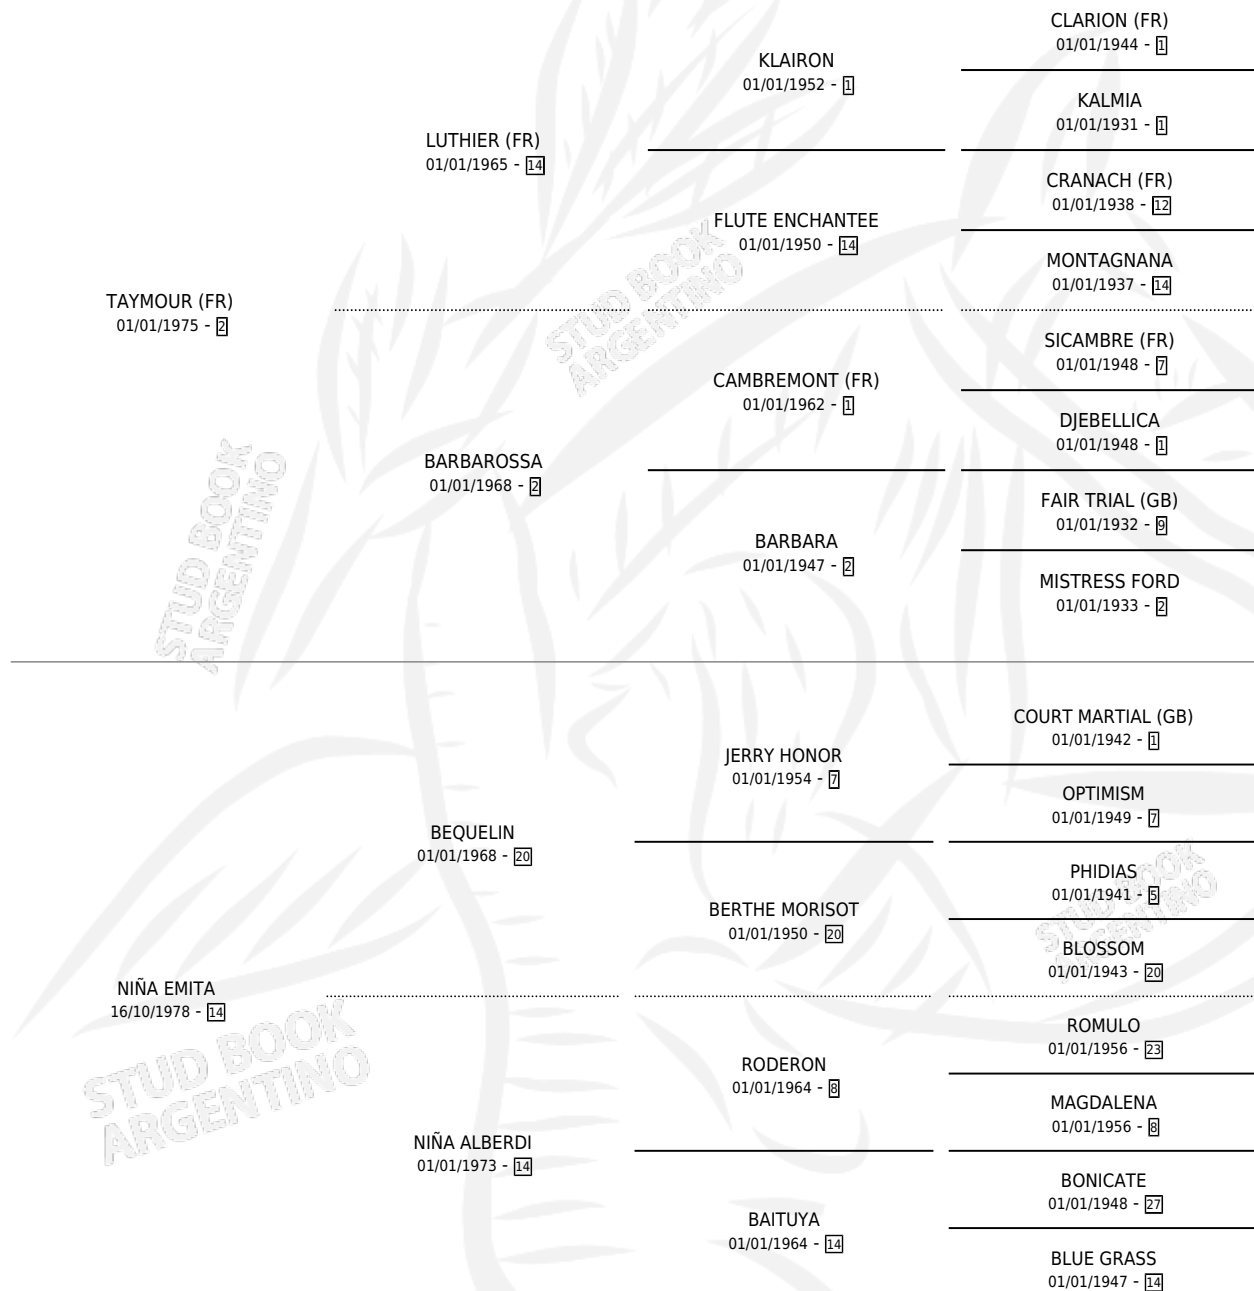 CLARION (FR)
01/01/1944 - 1
KLAIRON
01/01/1952 - 1
KALMIA
01/01/1931 - 1
LUTHIER (FR)
01/01/1965 - 14
CRANACH (FR)
01/01/1938 - 12
FLUTE ENCHANTEE
01/01/1950 - 14
MONTAGNANA
01/01/1937 - 14
TAYMOUR (FR)
01/01/1975 - 2
SICAMBRE (FR)
01/01/1948 - 7
CAMBREMONT (FR)
01/01/1962 - 1
DJEBELLICA
01/01/1948 - 1
BARBAROSSA
01/01/1968 - 2
FAIR TRIAL (GB)
01/01/1932 - 9
BARBARA
01/01/1947 - 2
MISTRESS FORD
01/01/1933 - 2
COURT MARTIAL (GB)
01/01/1942 - 1
JERRY HONOR
01/01/1954 - 7
OPTIMISM
01/01/1949 - 7
BEQUELIN
01/01/1968 - 20
PHIDIAS
01/01/1941 - 5
BERTHE MORISOT
01/01/1950 - 20
BLOSSOM
01/01/1943 - 20
NIÑA EMITA
16/10/1978 - 14
ROMULO
01/01/1956 - 23
RODERON
01/01/1964 - 8
MAGDALENA
01/01/1956 - 8
NIÑA ALBERDI
01/01/1973 - 14
BONICATE
01/01/1948 - 27
BAITUYA
01/01/1964 - 14
BLUE GRASS
01/01/1947 - 14
STUD BOOK
ARGENTINO
STUD BOOK
ARGENTINO
STUD BOOK
ARGENTINO
STUD BOOK
ARGENTINO